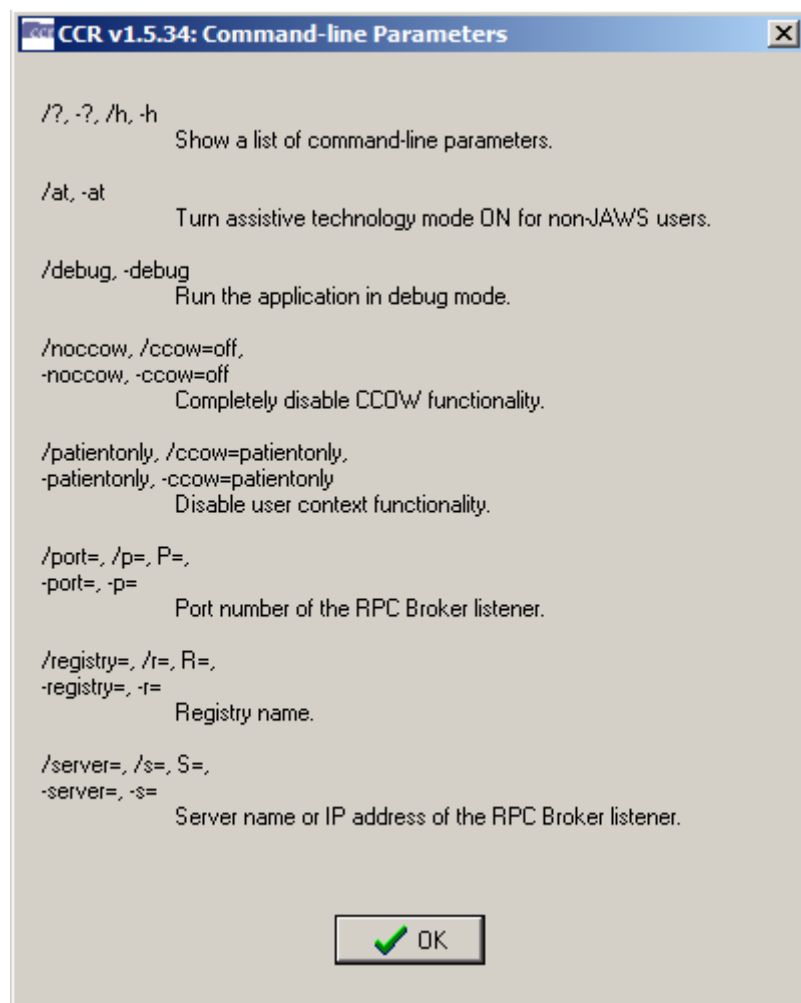 ccr CCR v1.5.34: Command-line Parameters
/?, -?, /h, -h
Show a list of command-line parameters.
/at, -at
Turn assistive technology mode ON for non-JAWS users.
/debug, -debug
Run the application in debug mode.
/noccow, /ccow=off,
-noccow, -ccow=off
Completely disable CCOW functionality.
/patientonly, /ccow=patientonly,
-patientonly, -ccow=patientonly
Disable user context functionality.
/port=, /p=, P=,
-port=, -p=
Port number of the RPC Broker listener.
/registry=, /r=, R=,
-registry=, -r=
Registry name.
/server=, /s=, S=,
-server=, -s=
Server name or IP address of the RPC Broker listener.
OK